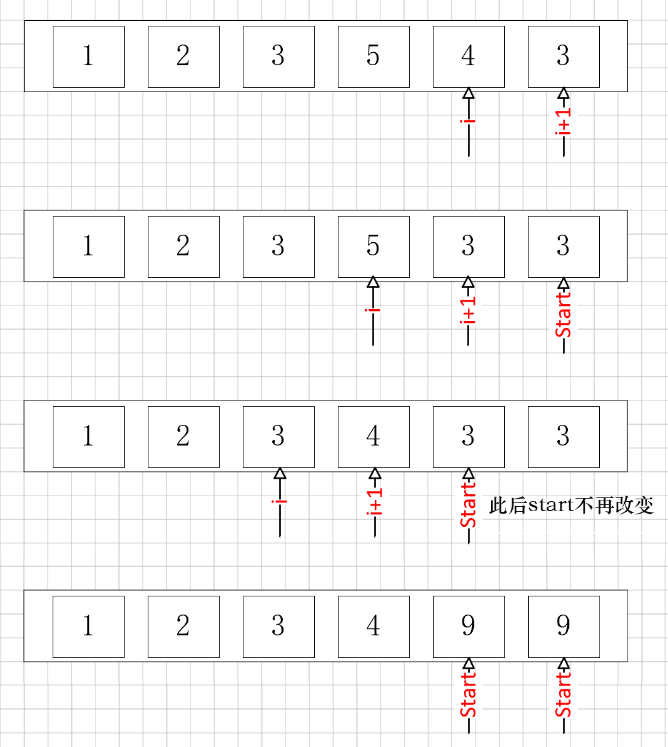 1 2 3 5 4 3
i i+1
1 2 3 5 3 3
i i+1 Start
1 2 3 4 3 3
i i+1 Start 此后start不再改变
1 2 3 4 9 9
Start Start